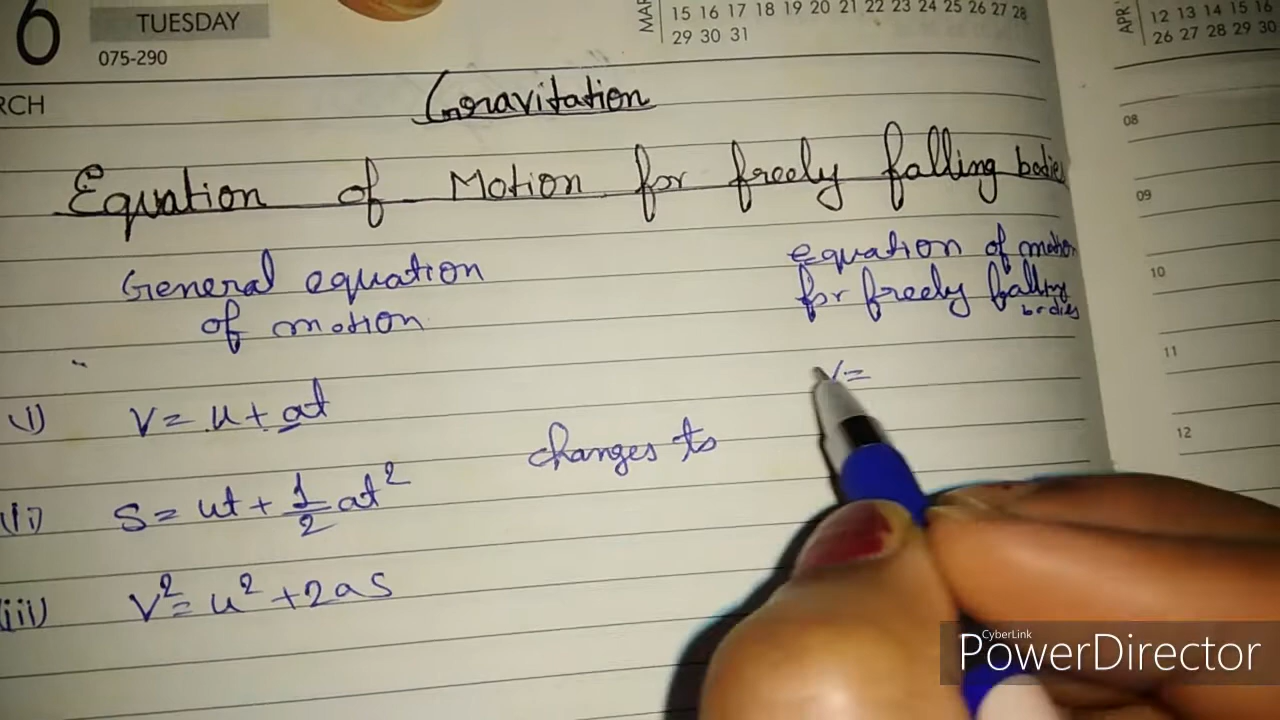 6
TUESDAY
075-290
RCH
MAR
15 16 17 18 19 20 21 22 23 24 25 26 27 28
29 30 31
APR
12 13 14 15 16
26 27 28 29 30
Gravitation
Equation of Motion for freely falling bodies
General equation
of motion
equation of motion
for freely falling
bodies
(i) V = u + at
changes to
V =
(ii) S = ut + 1/2 at²
(iii) V² = u² + 2as
08
09
10
11
12
CyberLink
PowerDirector